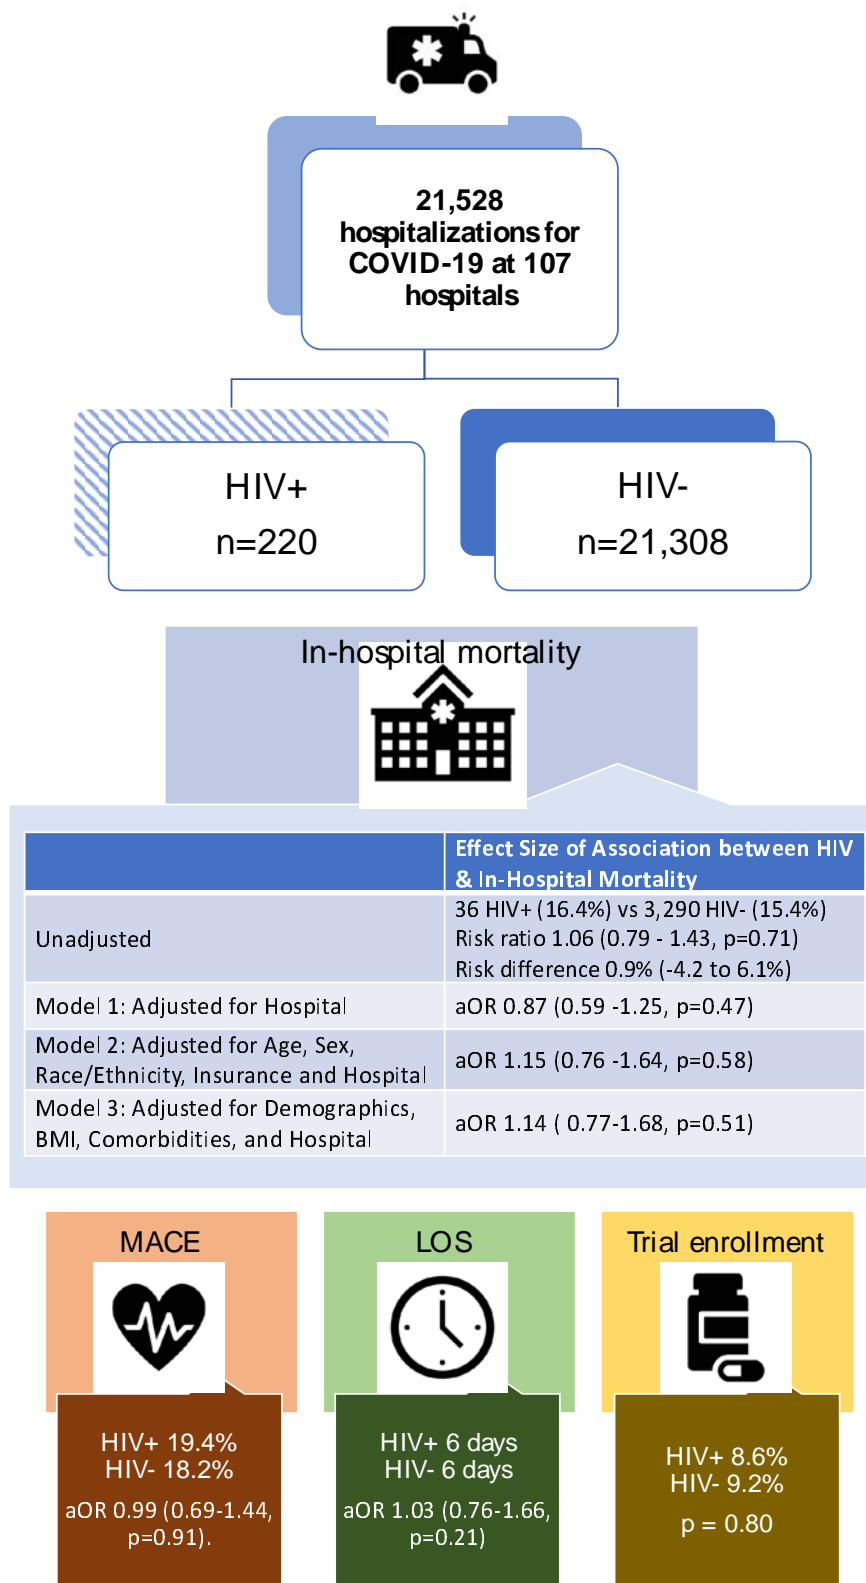 21,528
hospitalizations for
COVID-19 at 107
hospitals
HIV+
n=220
HIV-
n=21,308
In-hospital mortality
Effect Size of Association between HIV
& In-Hospital Mortality
Unadjusted
36 HIV+ (16.4%) vs 3,290 HIV- (15.4%)
Risk ratio 1.06 (0.79 - 1.43, p=0.71)
Risk difference 0.9% (-4.2 to 6.1%)
Model 1: Adjusted for Hospital
aOR 0.87 (0.59 -1.25, p=0.47)
Model 2: Adjusted for Age, Sex,
Race/Ethnicity, Insurance and Hospital
aOR 1.15 (0.76 -1.64, p=0.58)
Model 3: Adjusted for Demographics,
BMI, Comorbidities, and Hospital
aOR 1.14 ( 0.77-1.68, p=0.51)
MACE
HIV+ 19.4%
HIV- 18.2%
aOR 0.99 (0.69-1.44,
p=0.91).
LOS
HIV+ 6 days
HIV- 6 days
aOR 1.03 (0.76-1.66,
p=0.21)
Trial enrollment
HIV+ 8.6%
HIV- 9.2%
p = 0.80